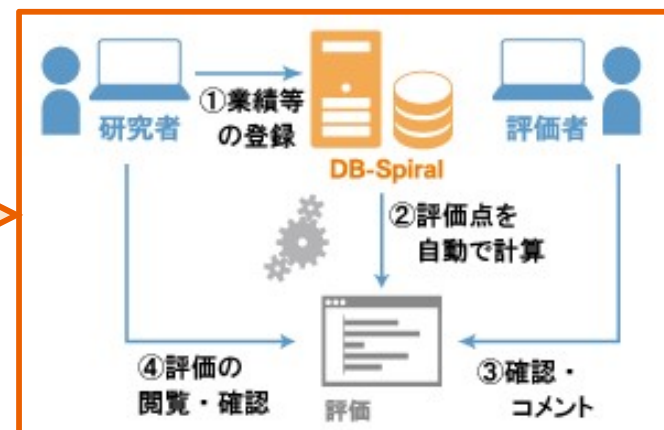 ①業績等
の登録
研究者
評価者
DB-Spiral
②評価点を
自動で計算
④評価の
閲覧・確認
評価
③確認・
コメント